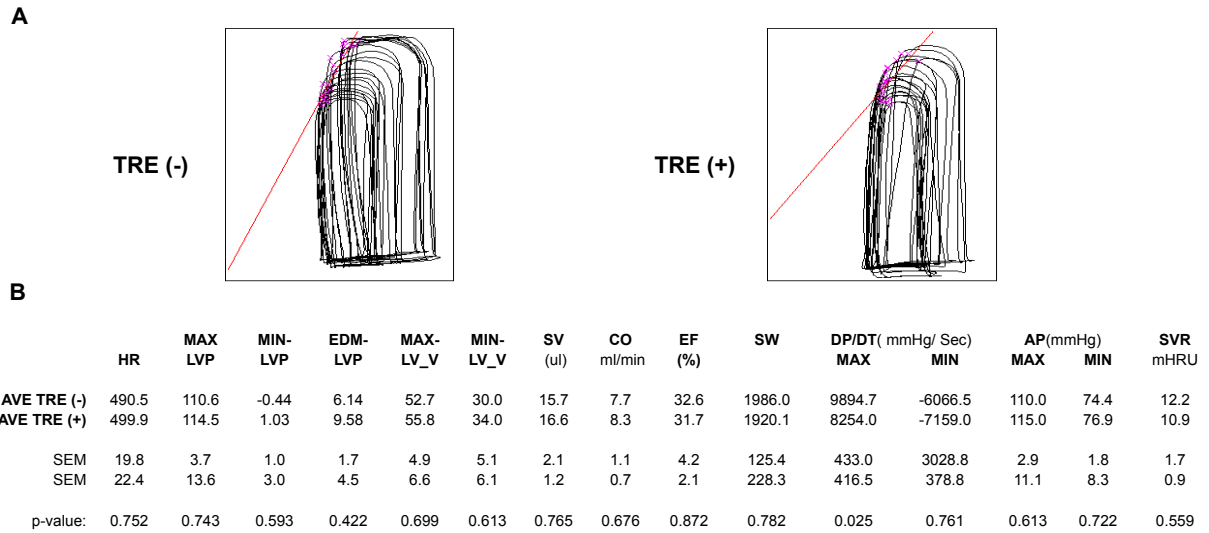 A
TRE (-)
TRE (+)
B
MAX MIN- EDM- MAX- MIN- SV CO EF SW DP/DT( mmHg/ Sec) AP(mmHg) SVR
HR LVP LVP LVP LV_V LV_V (ul) ml/min (%) MAX MIN MAX MIN mHRU
AVE TRE (-) 490.5 110.6 -0.44 6.14 52.7 30.0 15.7 7.7 32.6 1986.0 9894.7 -6066.5 110.0 74.4 12.2
AVE TRE (+) 499.9 114.5 1.03 9.58 55.8 34.0 16.6 8.3 31.7 1920.1 8254.0 -7159.0 115.0 76.9 10.9
SEM 19.8 3.7 1.0 1.7 4.9 5.1 2.1 1.1 4.2 125.4 433.0 3028.8 2.9 1.8 1.7
SEM 22.4 13.6 3.0 4.5 6.6 6.1 1.2 0.7 2.1 228.3 416.5 378.8 11.1 8.3 0.9
p-value: 0.752 0.743 0.593 0.422 0.699 0.613 0.765 0.676 0.872 0.782 0.025 0.761 0.613 0.722 0.559